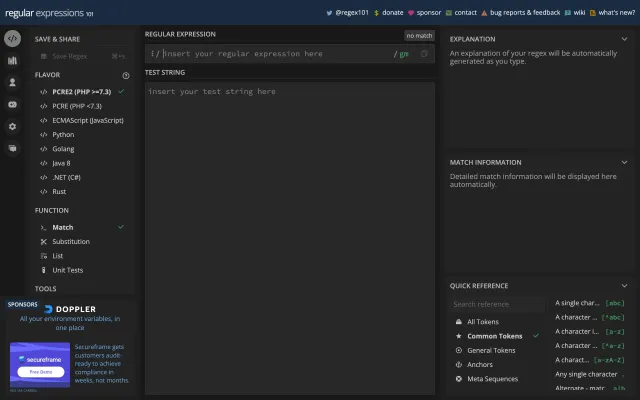 regular expressions 101
@regex101
$ donate
sponsor
contact
bug reports & feedback
wiki
what's new?
SAVE & SHARE
Save Regex
⌘+s
FLAVOR
</> PCRE2 (PHP >=7.3)
</> PCRE (PHP <7.3)
</> ECMAScript (JavaScript)
</> Python
</> Golang
</> Java 8
</> .NET (C#)
</> Rust
FUNCTION
Match
Substitution
List
Unit Tests
TOOLS
SPONSORS
DOPPLER
All your environment variables, in
one place
secureframe
Free Demo
Secureframe gets
customers audit-
ready to achieve
compliance in
weeks, not months.
REGULAR EXPRESSION
no match
/ insert your regular expression here
/ gm
TEST STRING
insert your test string here
EXPLANATION
An explanation of your regex will be automatically
generated as you type.
MATCH INFORMATION
Detailed match information will be displayed here
automatically.
QUICK REFERENCE
Search reference
All Tokens
Common Tokens
General Tokens
Anchors
Meta Sequences
A single char... [abc]
A character ... [^abc]
A character i... [a-z]
A character ... [^a-z]
A charact... [a-zA-Z]
Any single character .
Alternate - matc... a|b